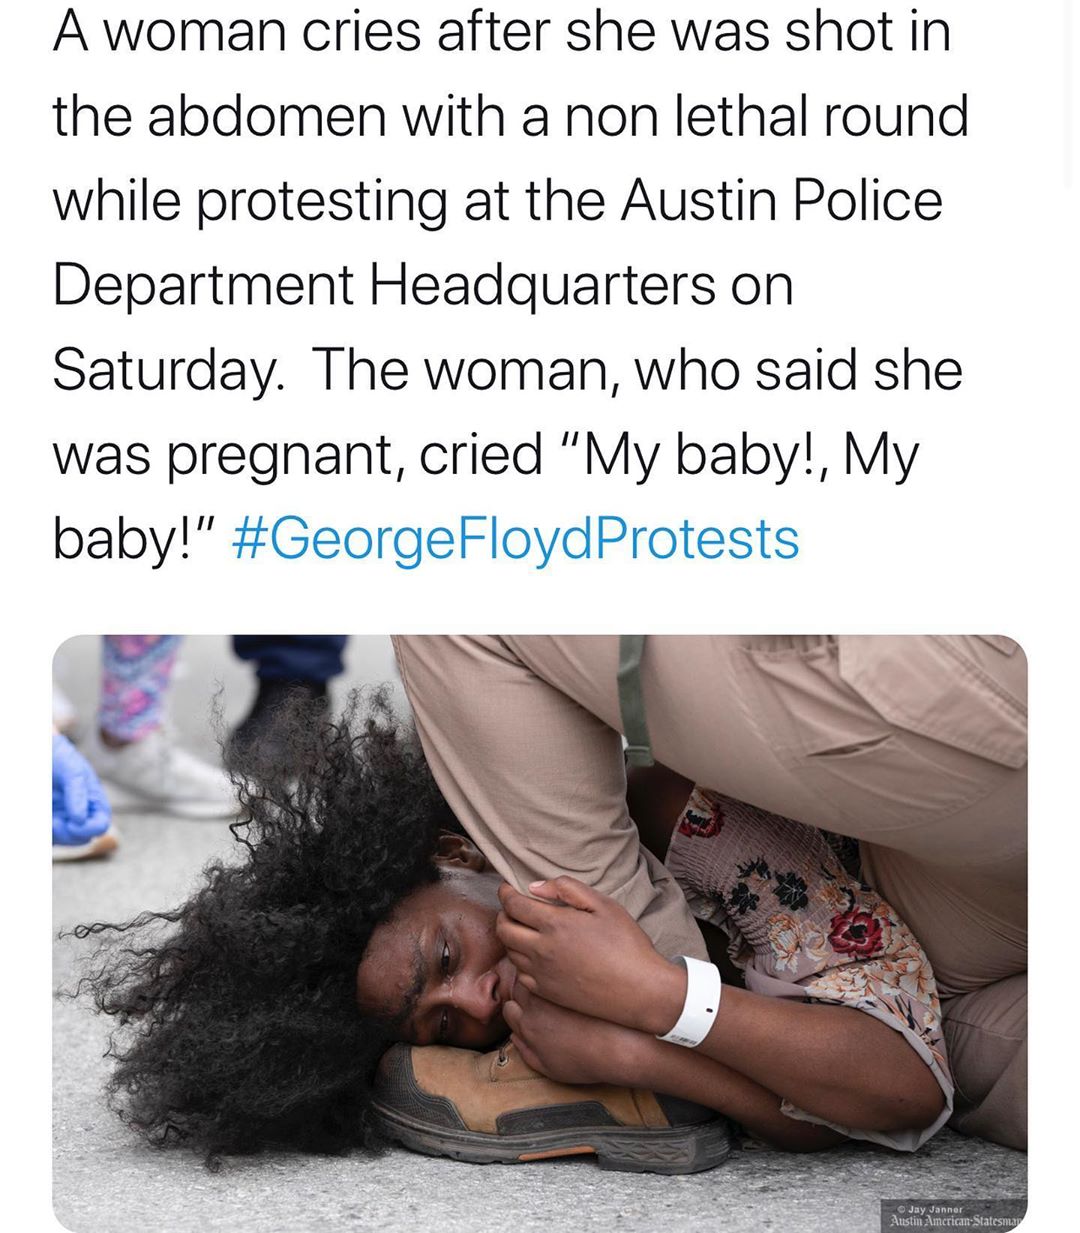 A woman cries after she was shot in
the abdomen with a non lethal round
while protesting at the Austin Police
Department Headquarters on
Saturday.  The woman, who said she
was pregnant, cried “My baby!, My
baby!” #GeorgeFloydProtests
© Jay Janner
Austin American-Statesman